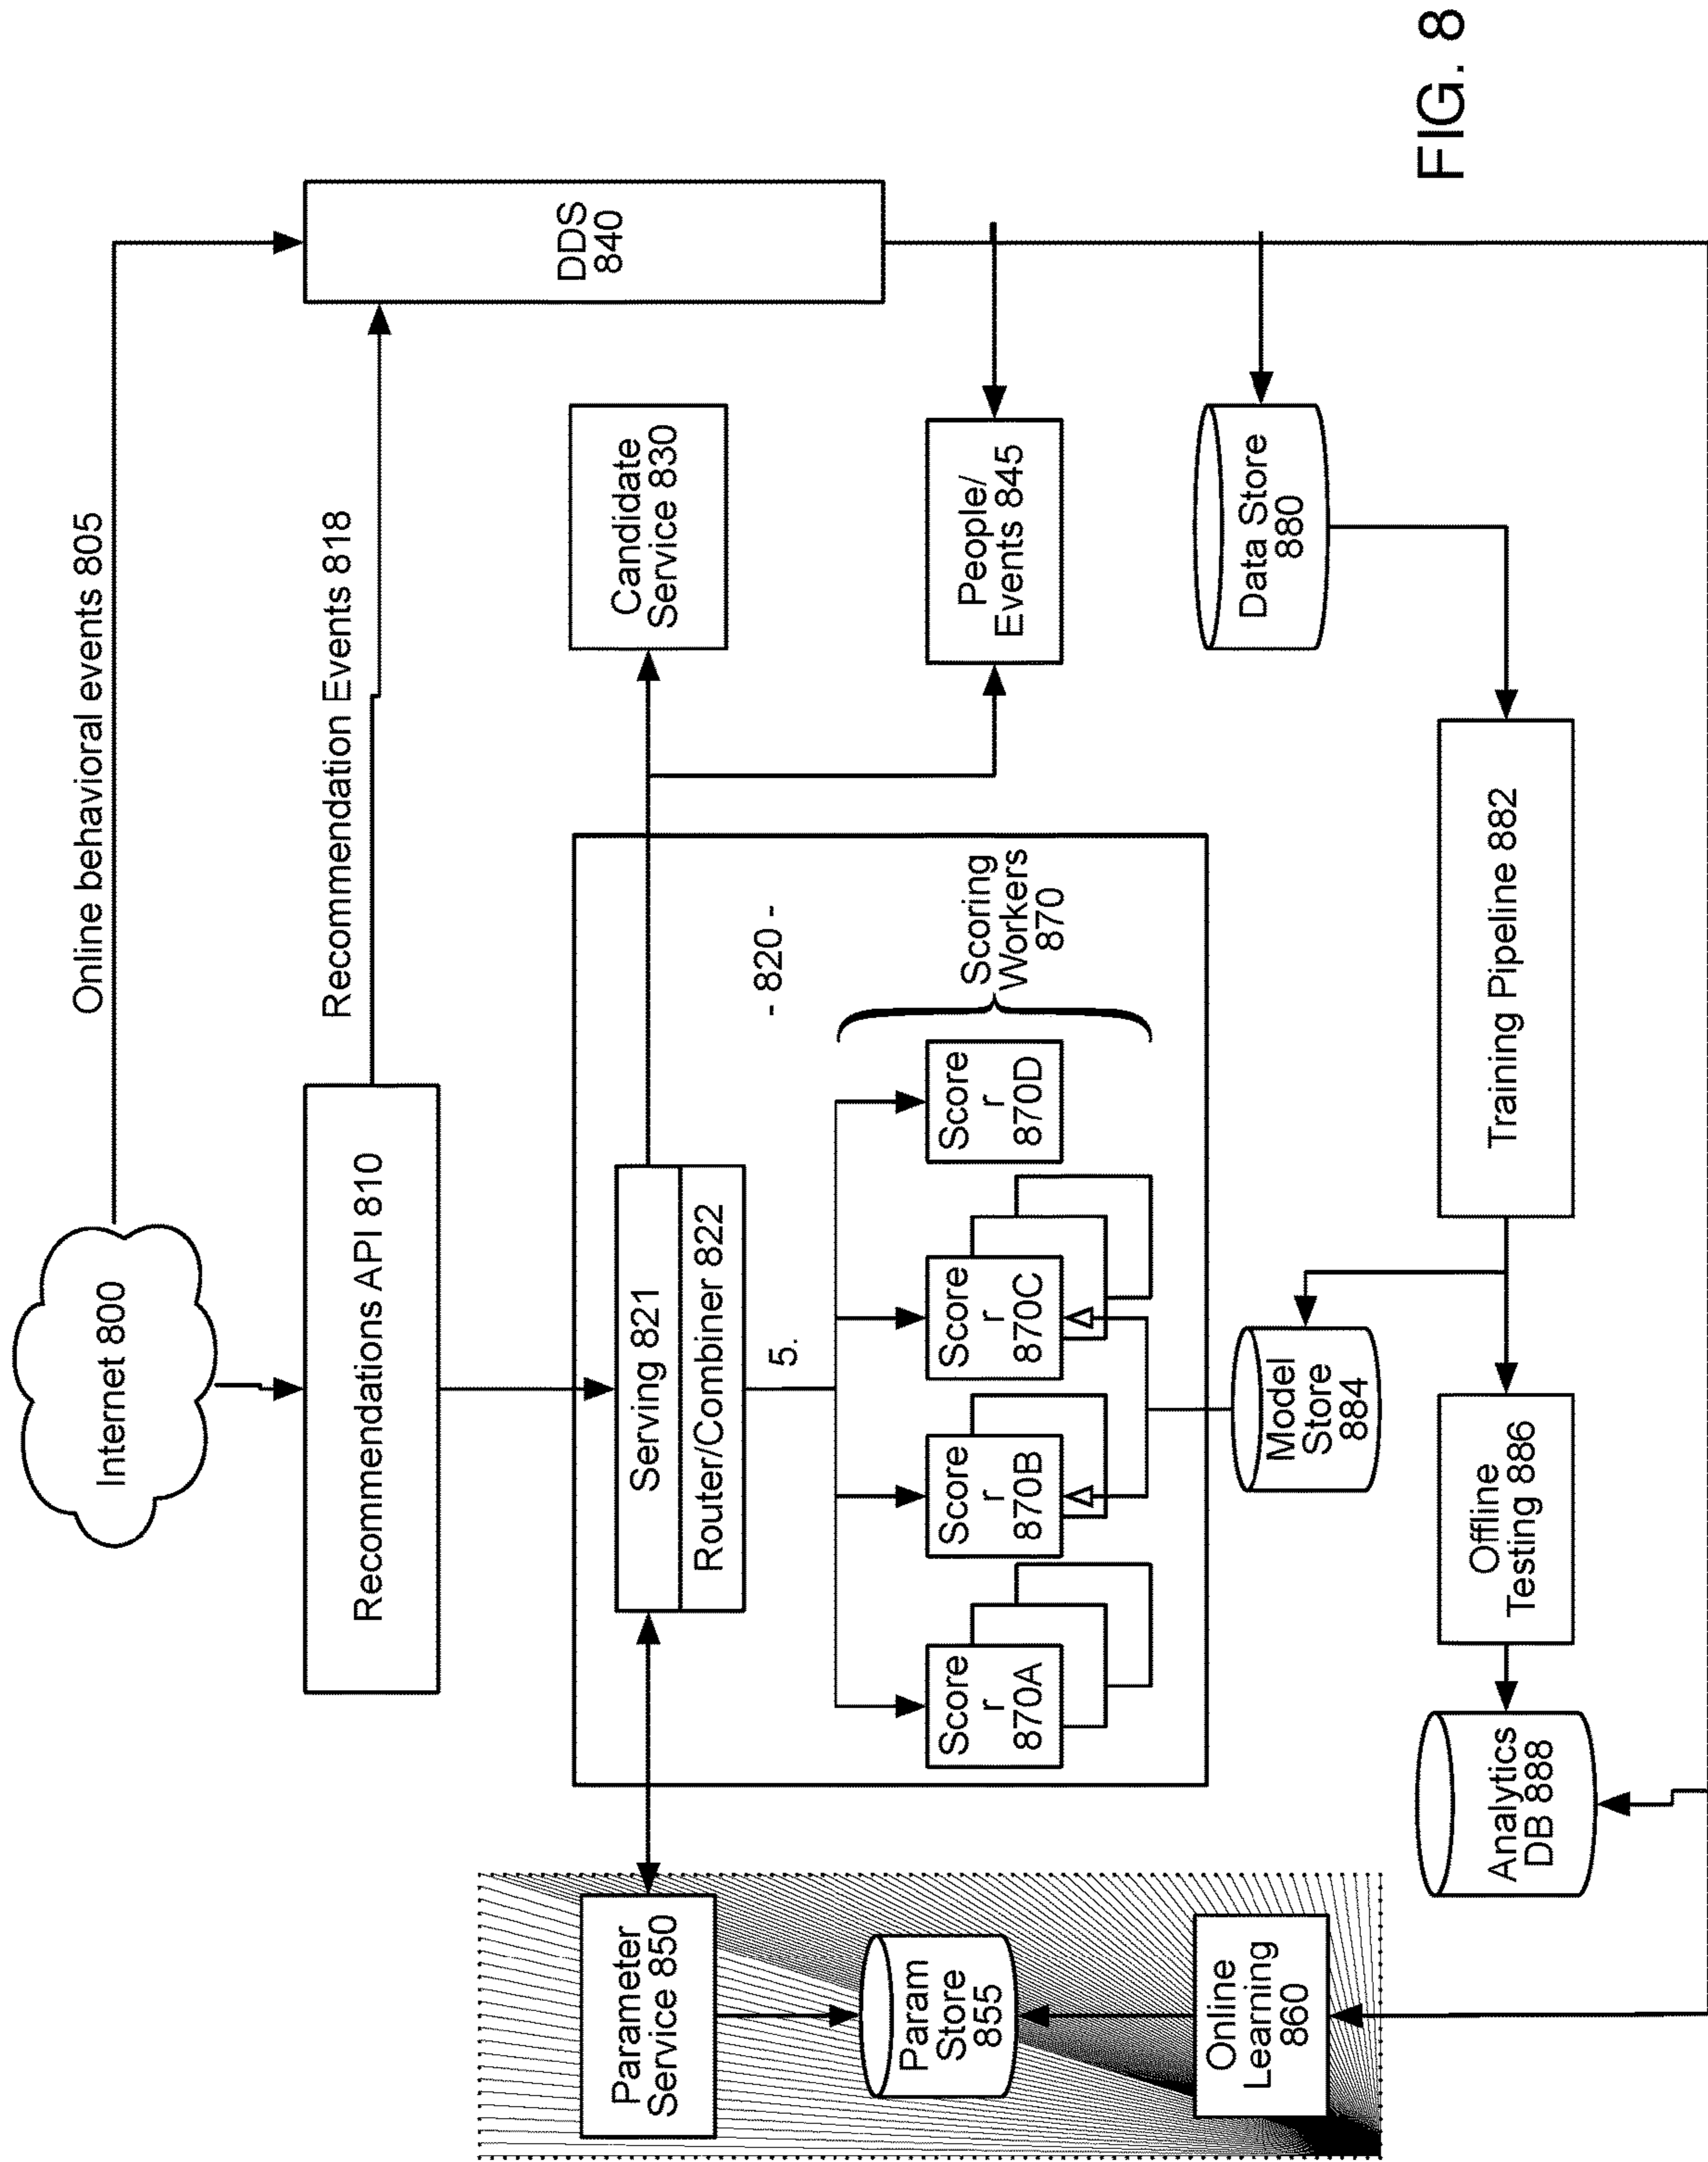 Internet 800
Online behavioral events 805
Recommendations API 810
Recommendation Events 818
DDS
840
Parameter
Service 850
Serving 821
Router/Combiner 822
Candidate
Service 830
5.
- 820 -
Param
Store
855
Score
r
870A
Score
r
870B
Score
r
870C
Score
r
870D
Scoring
Workers
870
People/
Events 845
Online
Learning
860
Model
Store
884
Data Store
880
Analytics
DB 888
Offline
Testing 886
Training Pipeline 882
FIG. 8